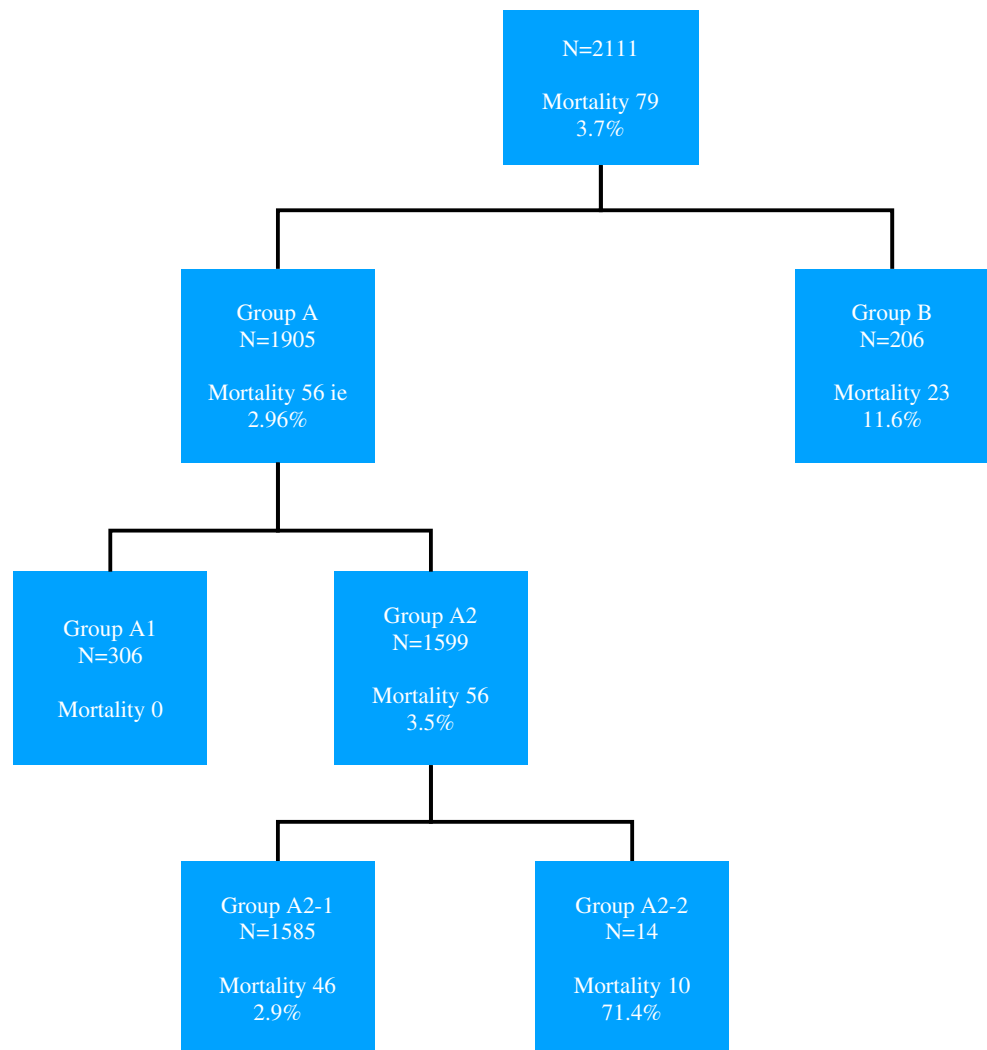 N=2111
Mortality 79
3.7%
Group A
N=1905
Mortality 56 ie
2.96%
Group B
N=206
Mortality 23
11.6%
Group A1
N=306
Mortality 0
Group A2
N=1599
Mortality 56
3.5%
Group A2-1
N=1585
Mortality 46
2.9%
Group A2-2
N=14
Mortality 10
71.4%